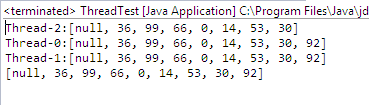 <terminated> ThreadTest [Java Application] C:\Program Files\Java\jd
Thread-2:[null, 36, 99, 66, 0, 14, 53, 30]
Thread-0:[null, 36, 99, 66, 0, 14, 53, 30, 92]
Thread-1:[null, 36, 99, 66, 0, 14, 53, 30, 92]
[null, 36, 99, 66, 0, 14, 53, 30, 92]